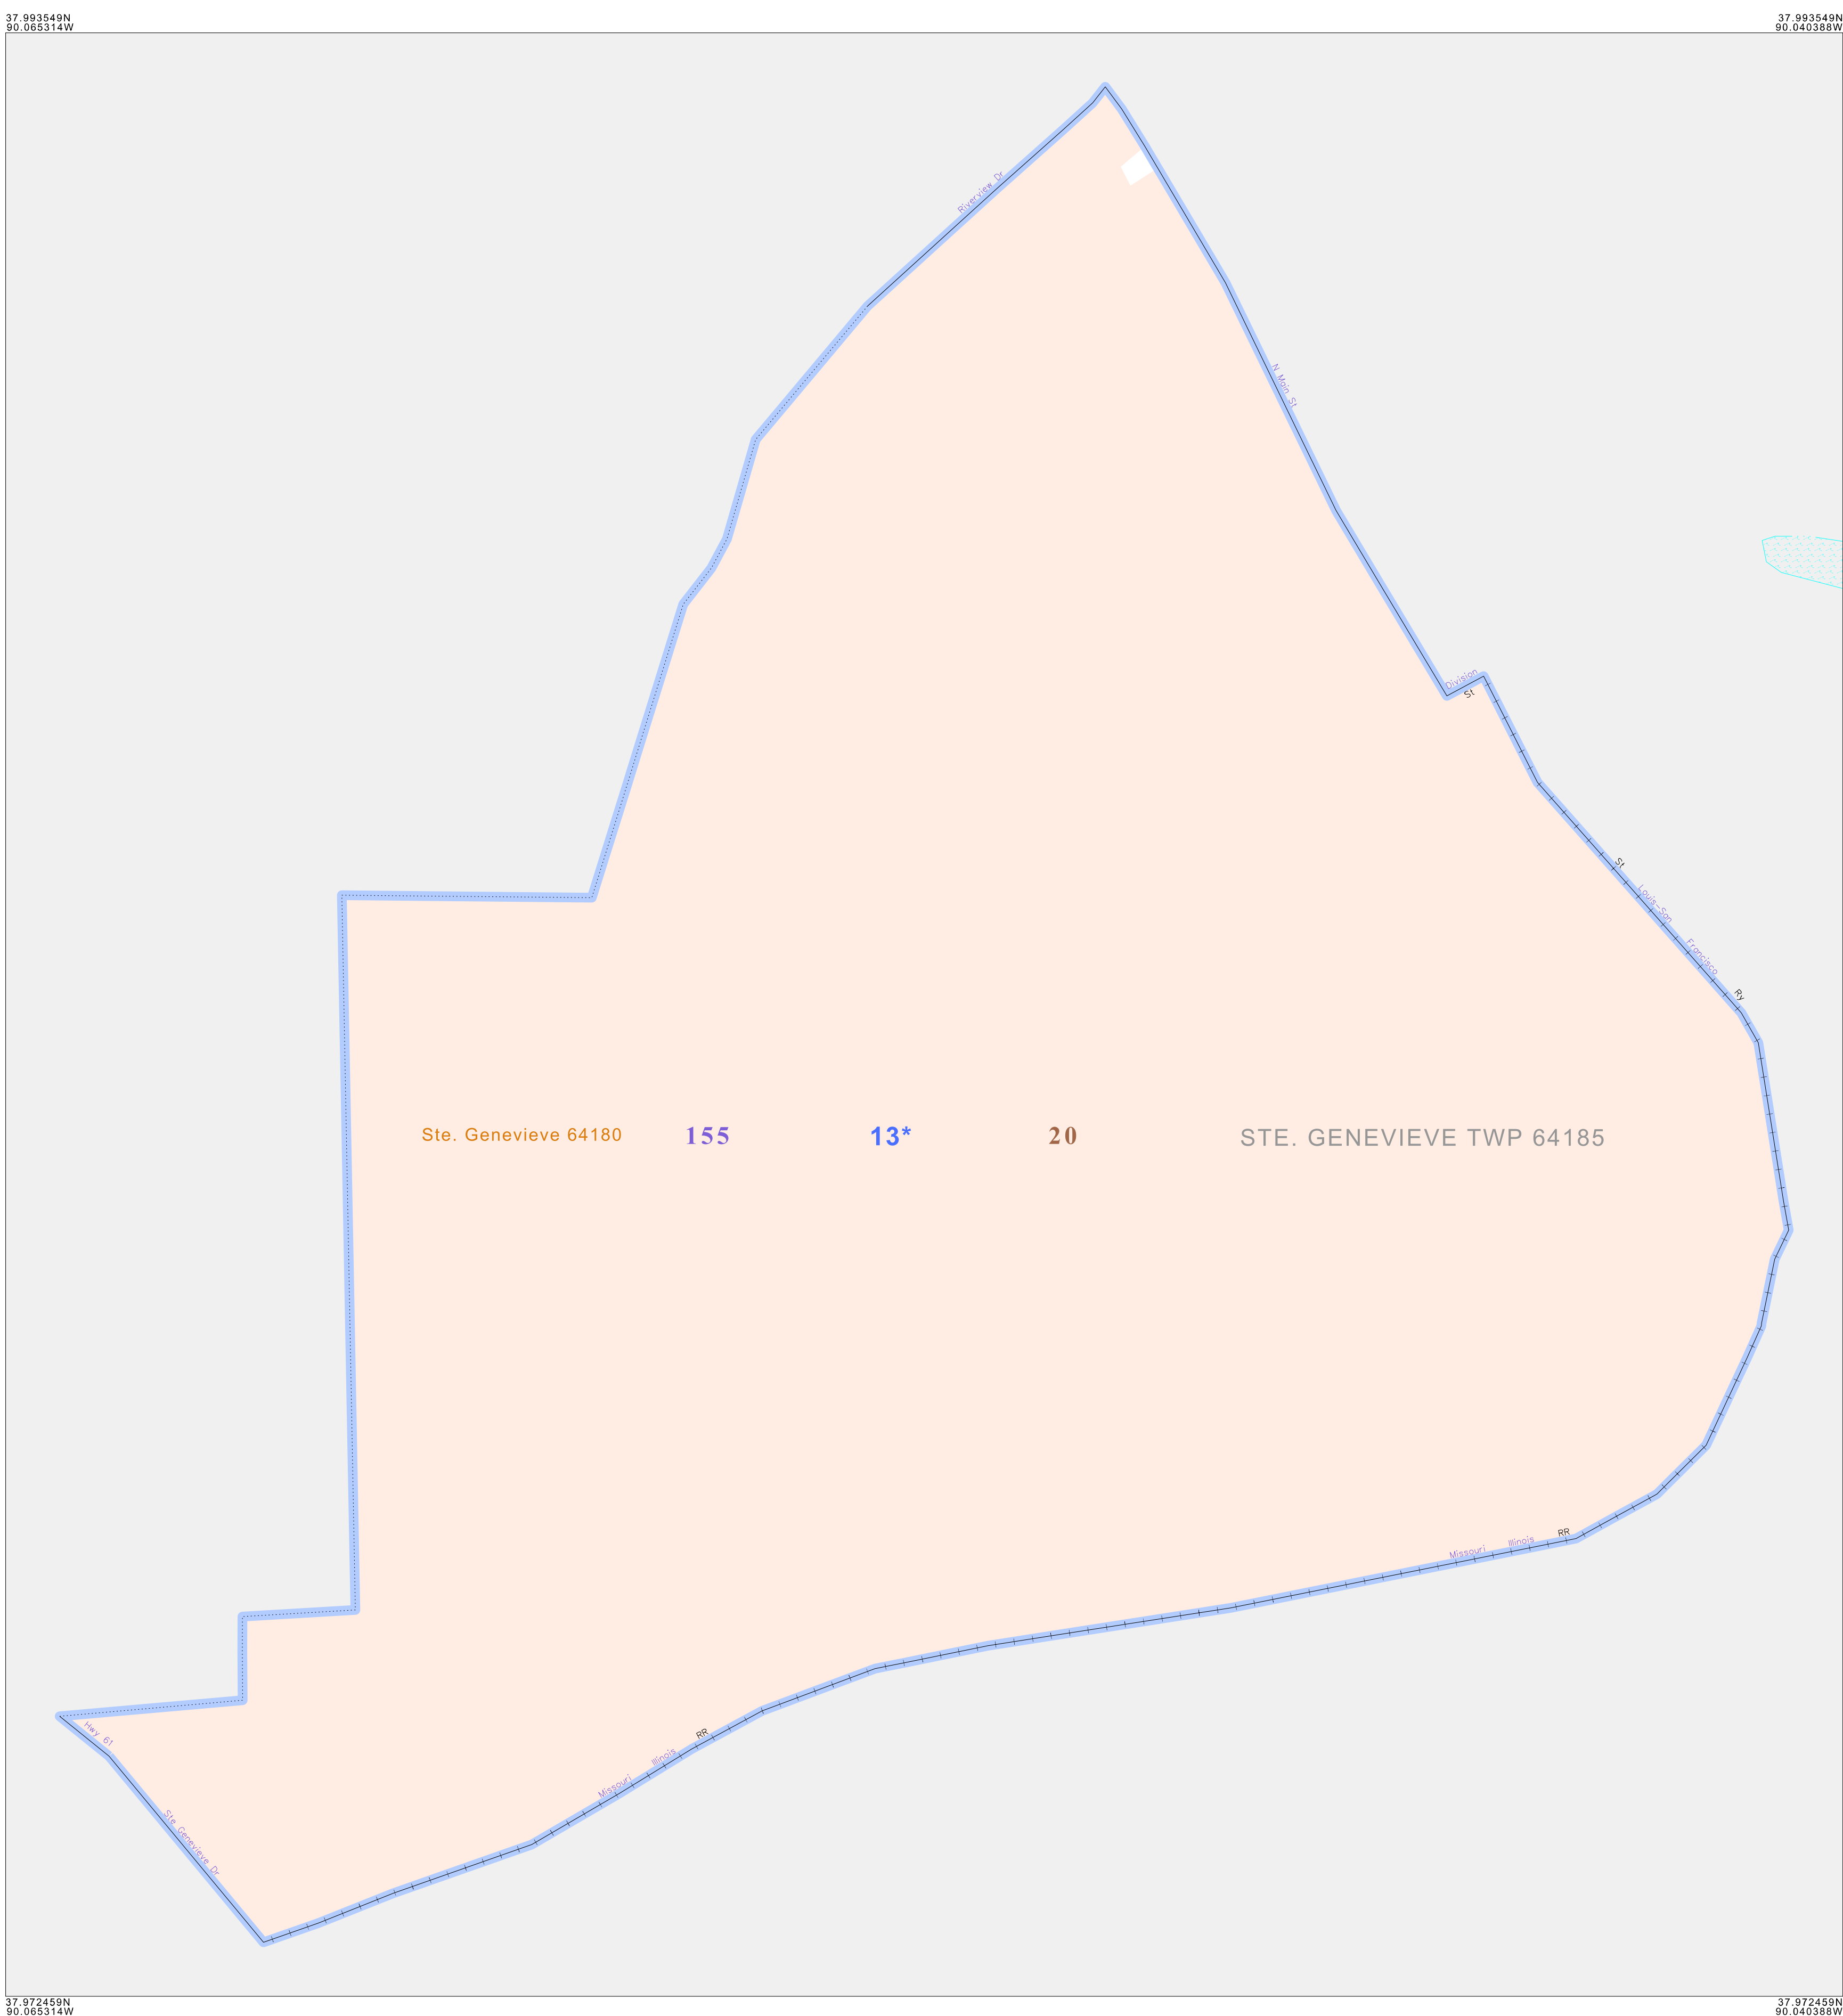 37.993549N
90.065314W
37.993549N
90.040388W
Riverview Dr
N Main St
Division
St
St
Louis-San
Francisco
Ry
Ste. Genevieve 64180
155
13*
20
STE. GENEVIEVE TWP 64185
Missouri
Illinois
RR
Hwy 61
Missouri
Illinois
RR
Ste. Genevieve Dr
37.972459N
90.065314W
37.972459N
90.040388W